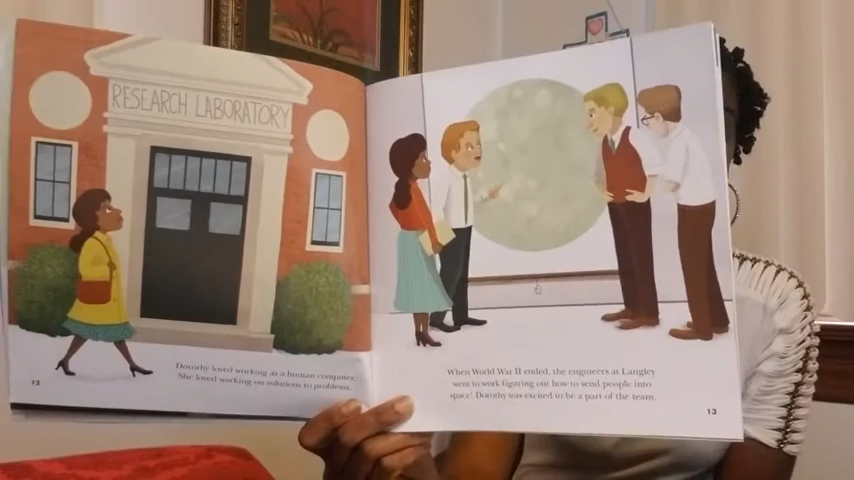 RESEARCH LABORATORY
Dorothy loved working as a human computer.
She loved working on solutions to problems.
12
When World War II ended, the engineers at Langley
went to work figuring out how to send people into
space! Dorothy was excited to be a part of the team.
13